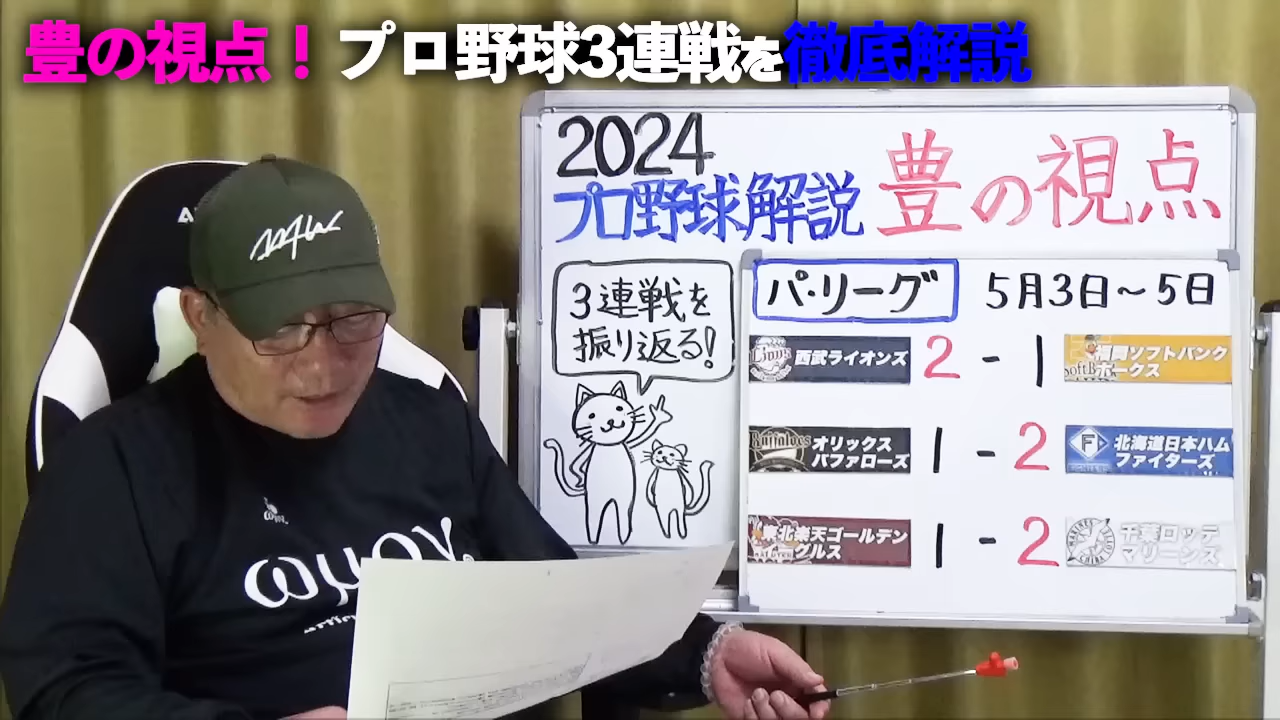 豊の視点！プロ野球3連戦を徹底解説
2024
プロ野球解説 豊の視点
3連戦を
振り返る!
パ・リーグ 5月3日～5日
Lions 西武ライオンズ 2 - 1 福岡ソフトバンク
ホークス
Buffaloes オリックス
バファローズ 1 - 2 F 北海道日本ハム
ファイターズ
東北楽天ゴールデン
グルス 1 - 2 千葉ロッテ
マリーンズ
ωμ